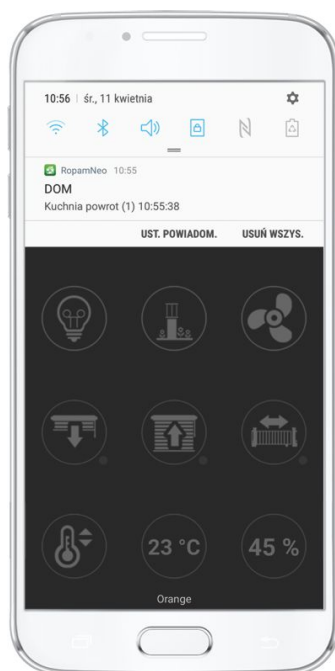 10:56 | śr., 11 kwietnia
RopamNeo 10:55
DOM
Kuchnia powrot (1) 10:55:38
UST. POWIADOM. USUŃ WSZYS.
23 °C 45 %
Orange